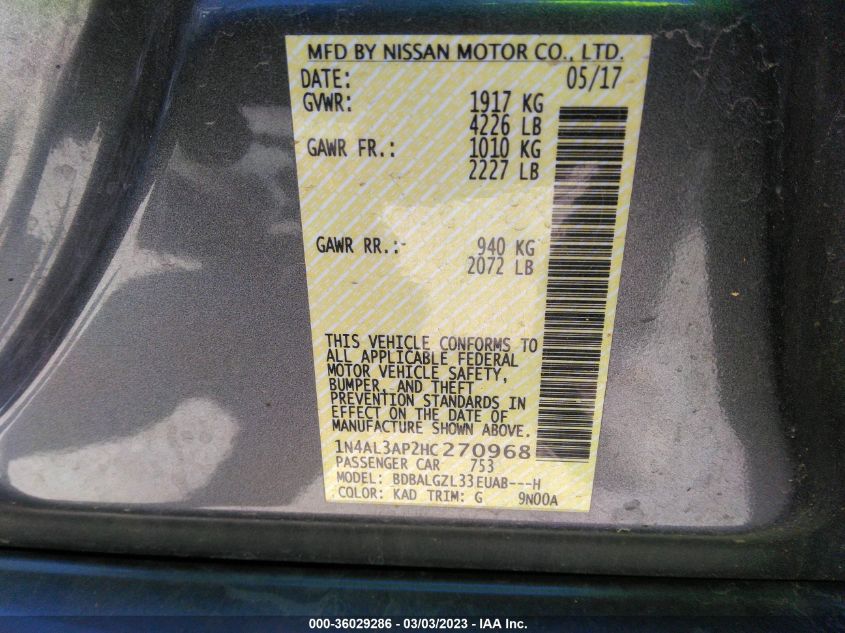 MFD BY NISSAN MOTOR CO., LTD.
DATE: 05/17
GVWR: 1917 KG
4226 LB
GAWR FR.: 1010 KG
2227 LB
GAWR RR.: 940 KG
2072 LB
THIS VEHICLE CONFORMS TO
ALL APPLICABLE FEDERAL
MOTOR VEHICLE SAFETY,
BUMPER, AND THEFT
PREVENTION STANDARDS IN
EFFECT ON THE DATE OF
MANUFACTURE SHOWN ABOVE.
1N4AL3AP2HC270968
PASSENGER CAR 753
MODEL: BDBALGZL33EUAB---H
COLOR: KAD TRIM: G 9N00A
000-36029286 - 03/03/2023 - IAA Inc.